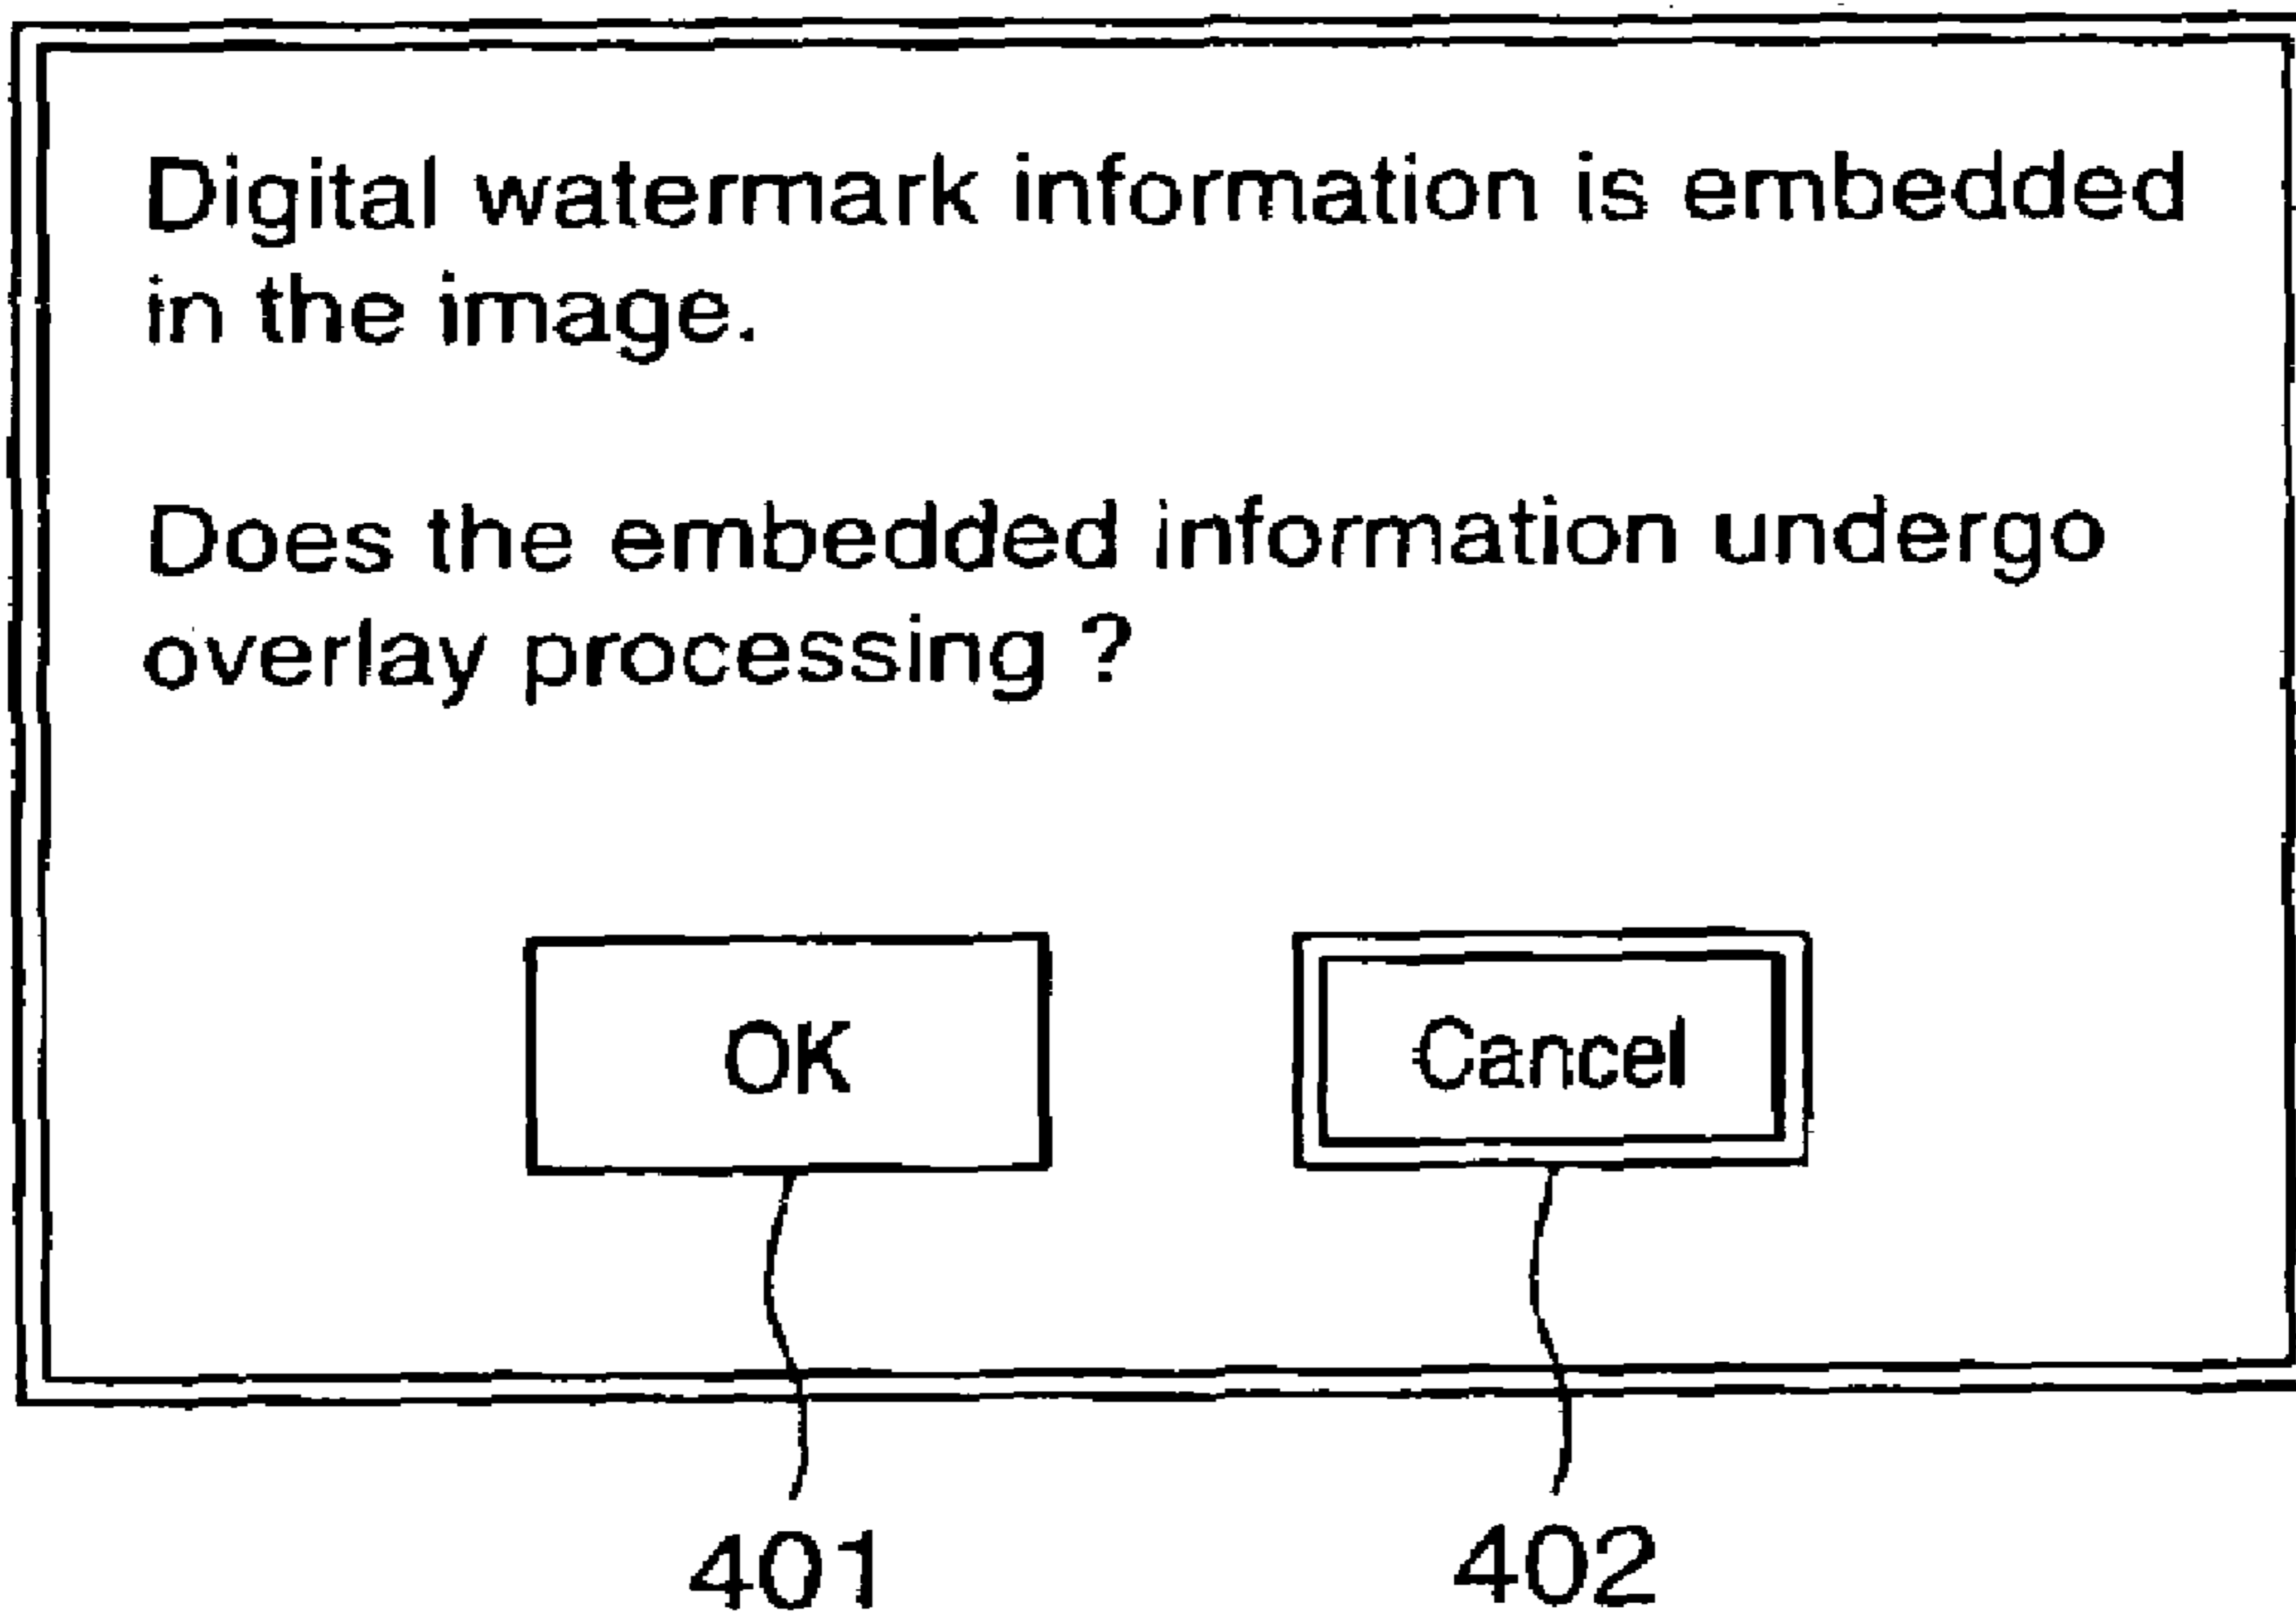 Digital watermark information is embedded
in the image.
Does the embedded information undergo
overlay processing ?
OK
Cancel
401
402